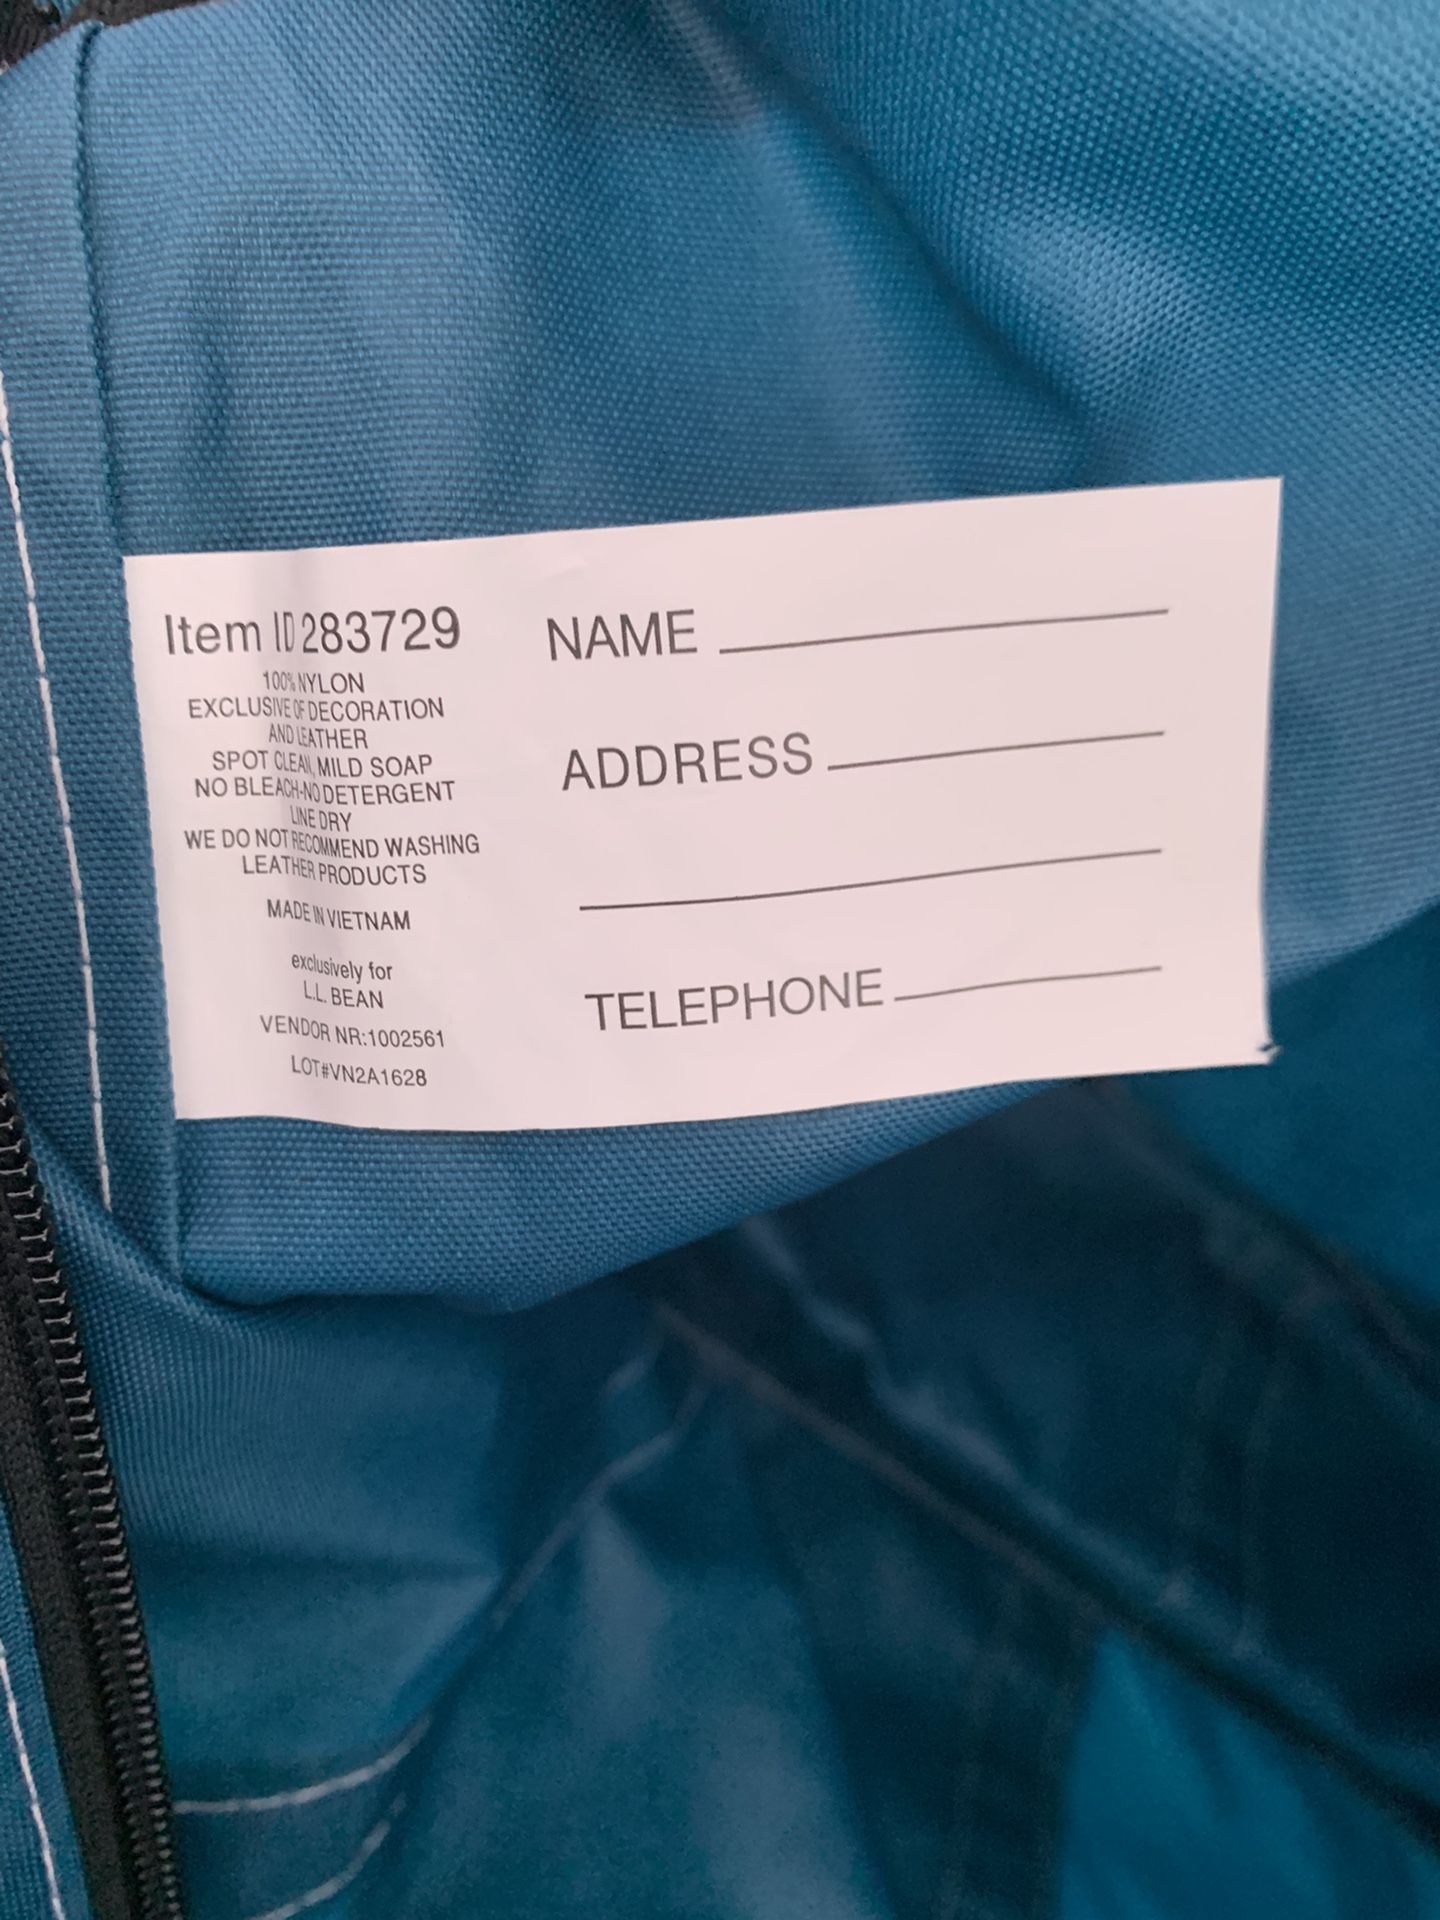 Item ID 283729
100% NYLON
EXCLUSIVE OF DECORATION
AND LEATHER
SPOT CLEAN, MILD SOAP
NO BLEACH-NO DETERGENT
LINE DRY
WE DO NOT RECOMMEND WASHING
LEATHER PRODUCTS
MADE IN VIETNAM
exclusively for
L.L. BEAN
VENDOR NR:1002561
LOT#VN2A1628
NAME
ADDRESS
TELEPHONE